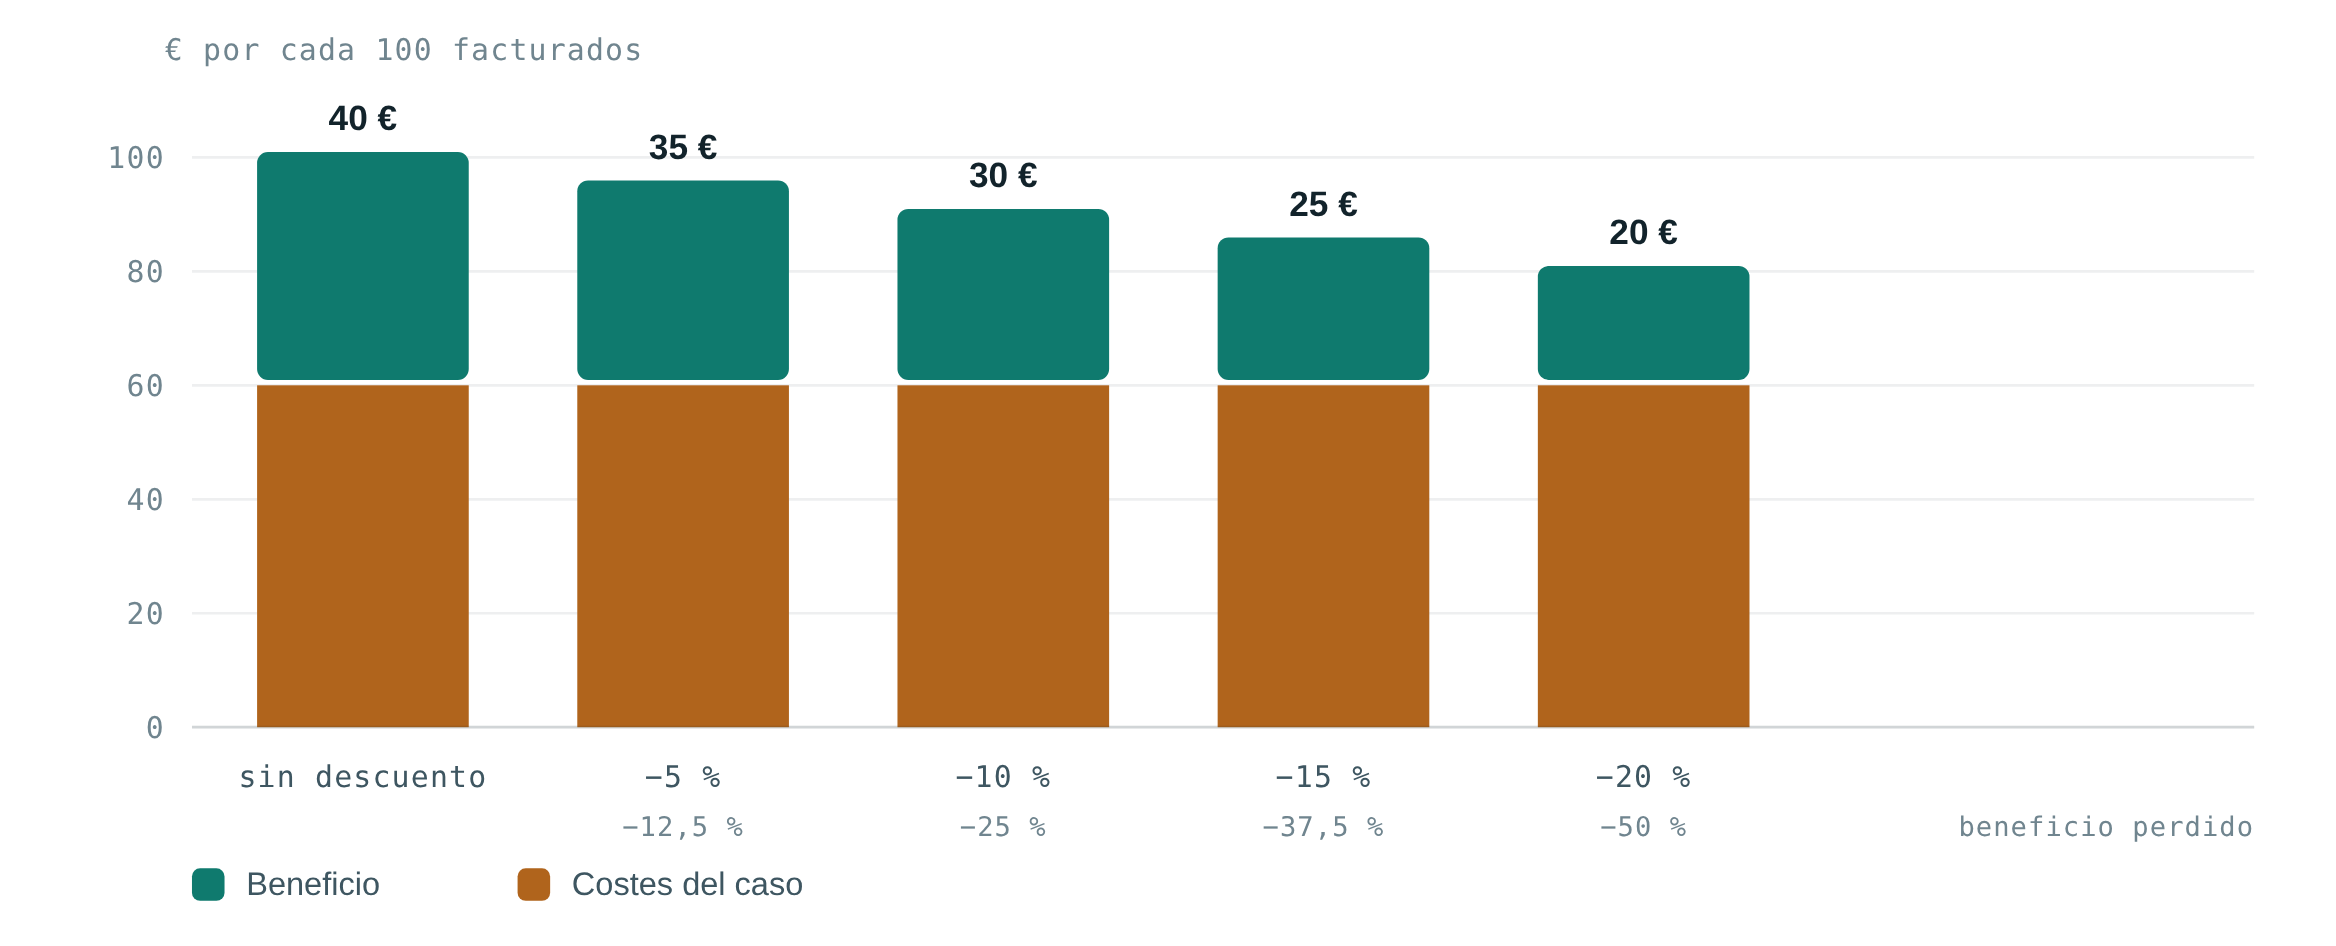 € por cada 100 facturados
40 €
35 €
30 €
25 €
20 €
100
80
60
40
20
0
sin descuento −5 % −10 % −15 % −20 %
−12,5 % −25 % −37,5 % −50 % beneficio perdido
Beneficio Costes del caso